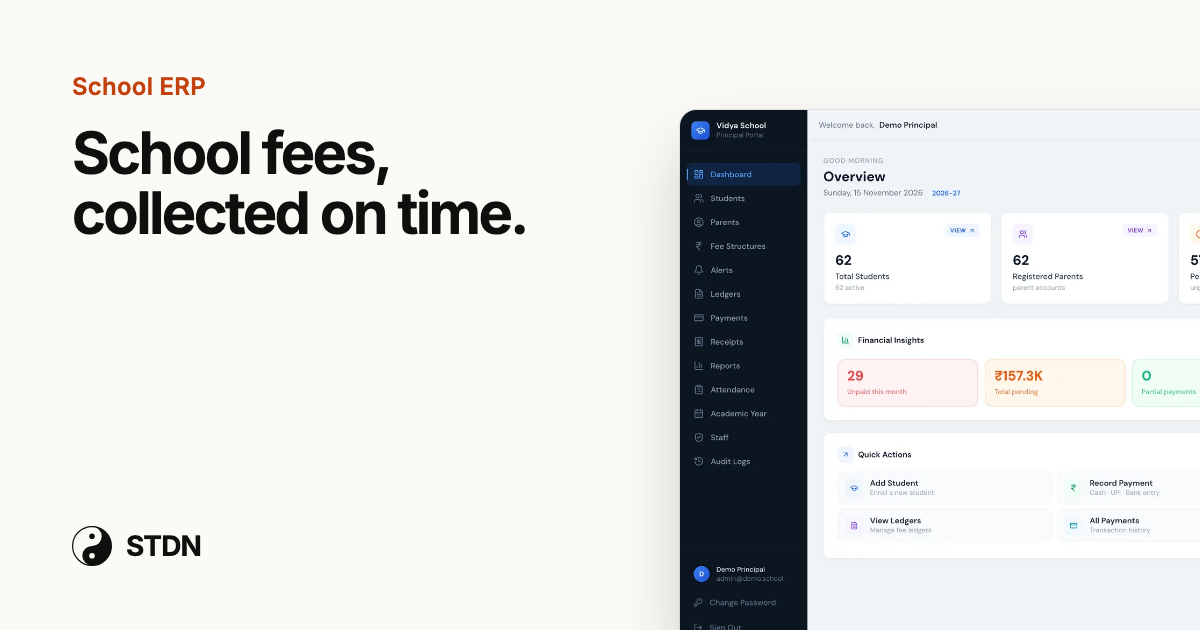 School ERP
School fees,
collected on time.
STDN
Vidya School
Principal Portal
Dashboard
Students
Parents
Fee Structures
Alerts
Ledgers
Payments
Receipts
Reports
Attendance
Academic Year
Staff
Audit Logs
D
Demo Principal
admin@demo.school
Change Password
Sign Out
Welcome back, Demo Principal
GOOD MORNING
Overview
Sunday, 15 November 2026 2026-27
VIEW
62
Total Students
62 active
VIEW
62
Registered Parents
parent accounts
Financial Insights
29
Unpaid this month
₹157.3K
Total pending
0
Partial payments
Quick Actions
Add Student
Enroll a new student
Record Payment
Cash · UPI · Bank entry
View Ledgers
Manage fee ledgers
All Payments
Transaction history